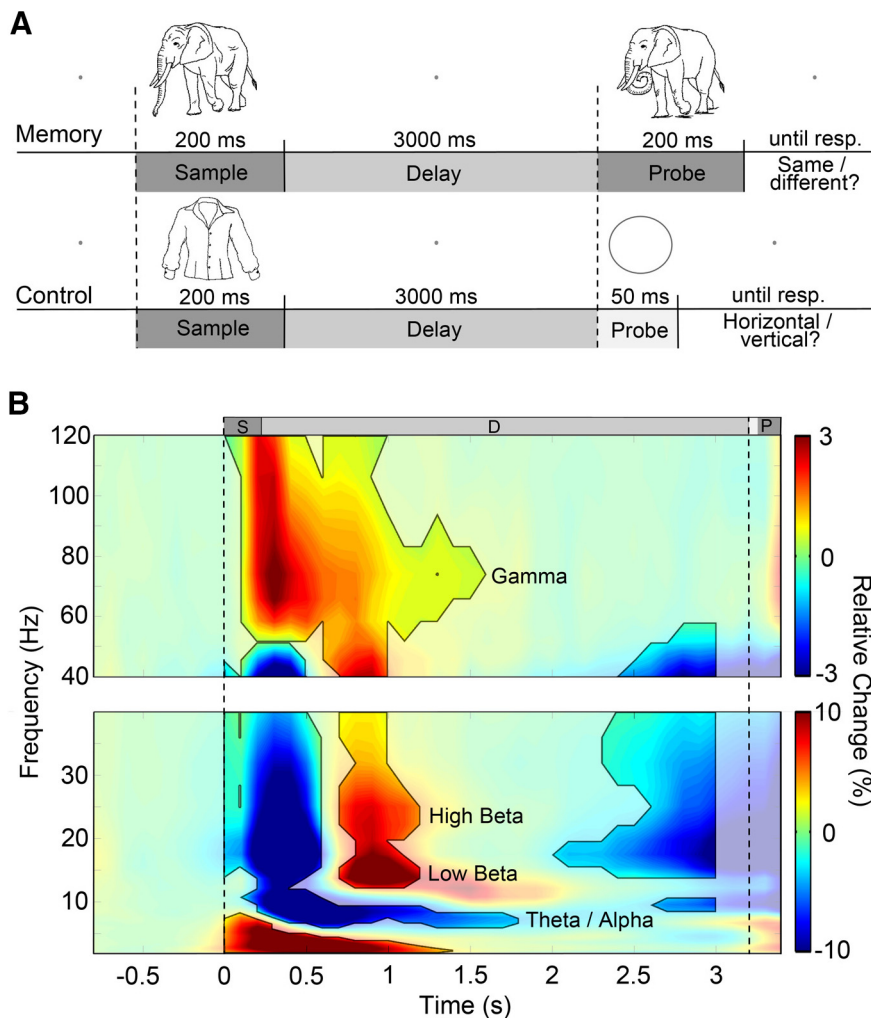 A
Memory
200 ms
3000 ms
200 ms
until resp.
Sample
Delay
Probe
Same /
different?
Control
200 ms
3000 ms
50 ms
until resp.
Sample
Delay
Probe
Horizontal /
vertical?
B
S
D
P
120
100
80
60
40
Gamma
3
0
-3
30
20
10
High Beta
Low Beta
Theta / Alpha
10
0
-10
Frequency (Hz)
Relative Change (%)
-0.5
0
0.5
1
1.5
2
2.5
3
Time (s)